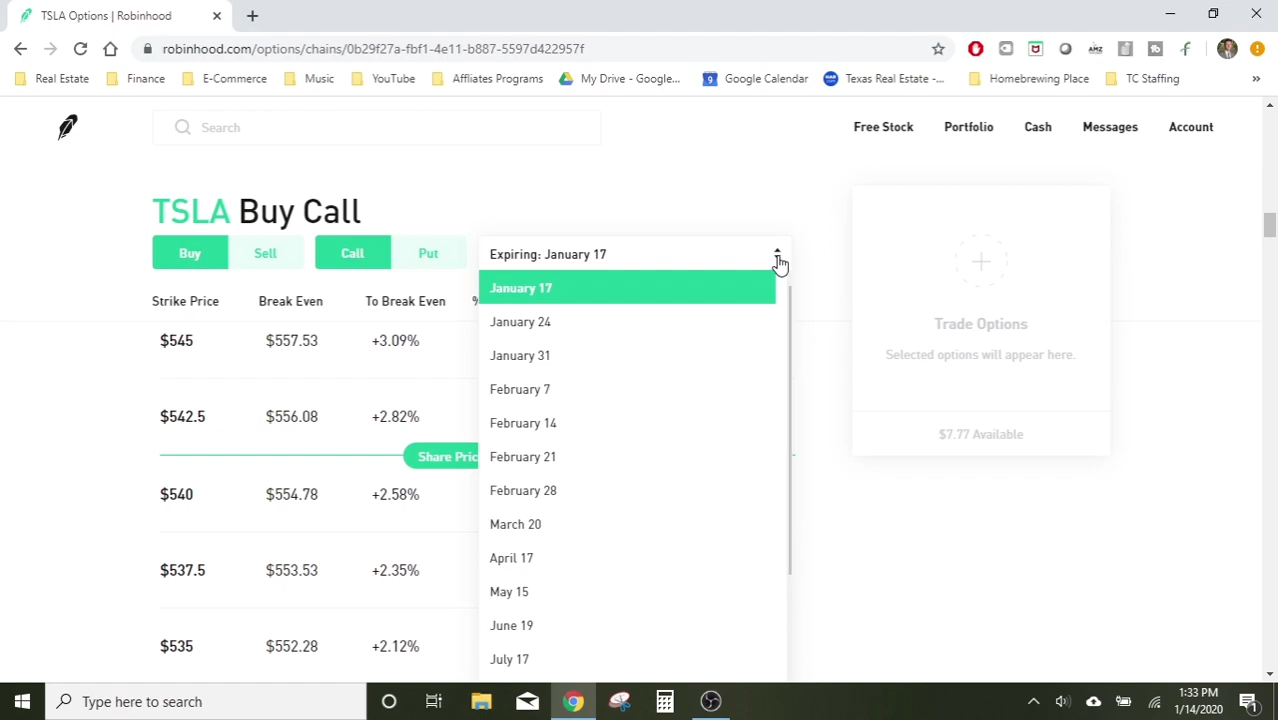 TSLA Options | Robinhood
robinhood.com/options/chains/0b29f27a-fbf1-4e11-b887-5597d422957f
Real Estate Finance E-Commerce Music YouTube Affliates Programs My Drive - Google... 9 Google Calendar Texas Real Estate -... Homebrewing Place TC Staffing »
Search
Free Stock Portfolio Cash Messages Account
TSLA Buy Call
Buy Sell Call Put Expiring: January 17
Strike Price Break Even To Break Even %
January 17
January 24
January 31
February 7
February 14
February 21
February 28
March 20
April 17
May 15
June 19
July 17
$545 $557.53 +3.09%
$542.5 $556.08 +2.82%
Share Pric
$540 $554.78 +2.58%
$537.5 $553.53 +2.35%
$535 $552.28 +2.12%
Trade Options
Selected options will appear here.
$7.77 Available
Type here to search
1:33 PM
1/14/2020
1